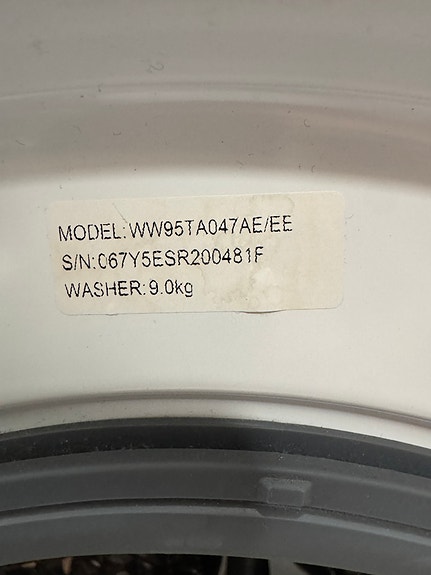 MODEL:WW95TA047AE/EE
S/N:067Y5ESR200481F
WASHER:9.0kg